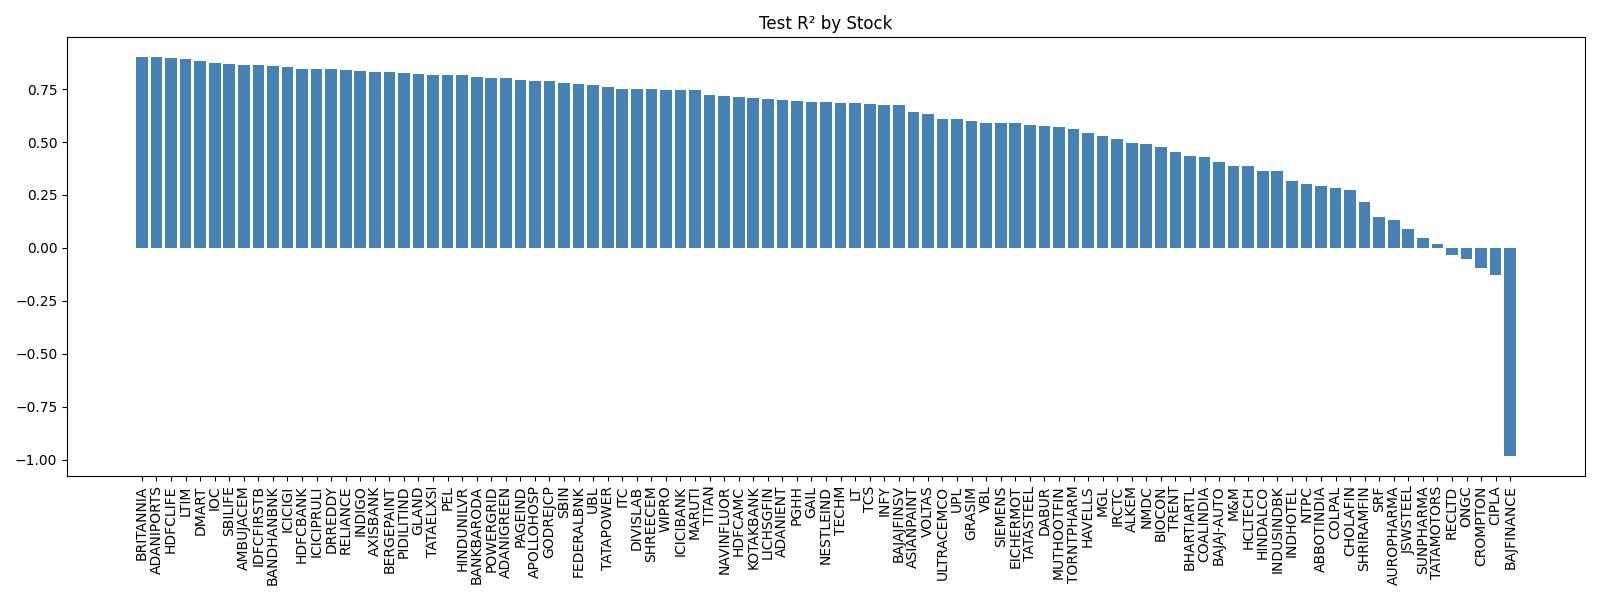 Test R² by Stock
0.75
0.50
0.25
0.00
−0.25
−0.50
−0.75
−1.00
BRITANNIA
ADANIPORTS
HDFCLIFE
LTIM
DMART
IOC
SBILIFE
AMBUJACEM
IDFCFIRSTB
BANDHANBNK
ICICIGI
HDFCBANK
ICICIPRULI
DRREDDY
RELIANCE
INDIGO
AXISBANK
BERGEPAINT
PIDILITIND
GLAND
TATAELXSI
PEL
HINDUNILVR
BANKBARODA
POWERGRID
ADANIGREEN
PAGEIND
APOLLOHOSP
GODREJCP
SBIN
FEDERALBNK
UBL
TATAPOWER
ITC
DIVISLAB
SHREECEM
WIPRO
ICICIBANK
MARUTI
TITAN
NAVINFLUOR
HDFCAMC
KOTAKBANK
LICHSGFIN
ADANIENT
PGHH
GAIL
NESTLEIND
TECHM
LT
TCS
INFY
BAJAJFINSV
ASIANPAINT
VOLTAS
ULTRACEMCO
UPL
GRASIM
VBL
SIEMENS
EICHERMOT
TATASTEEL
DABUR
MUTHOOTFIN
TORNTPHARM
HAVELLS
MGL
IRCTC
ALKEM
NMDC
BIOCON
TRENT
BHARTIARTL
COALINDIA
BAJAJ-AUTO
M&M
HCLTECH
HINDALCO
INDUSINDBK
INDHOTEL
NTPC
ABBOTINDIA
COLPAL
CHOLAFIN
SHRIRAMFIN
SRF
AUROPHARMA
JSWSTEEL
SUNPHARMA
TATAMOTORS
RECLTD
ONGC
CROMPTON
CIPLA
BAJFINANCE